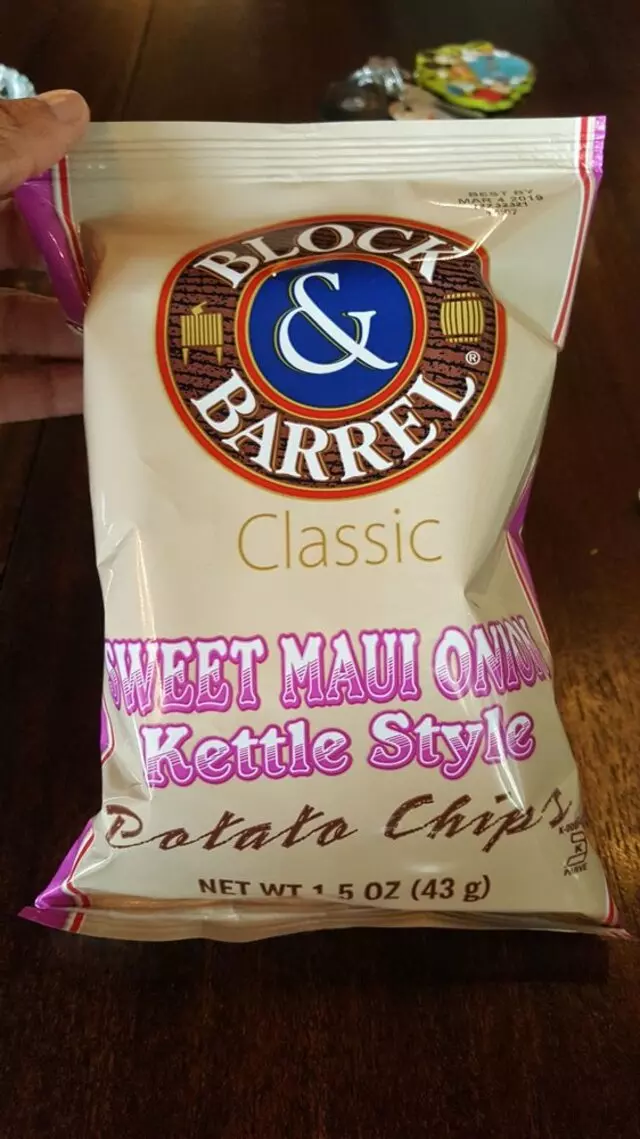 BEST BY
MAR 4 2019
BLOCK
&
BARREL
®
Classic
SWEET MAUI ONION
Kettle Style
Potato Chips
K
NET WT 1.5 OZ (43 g)